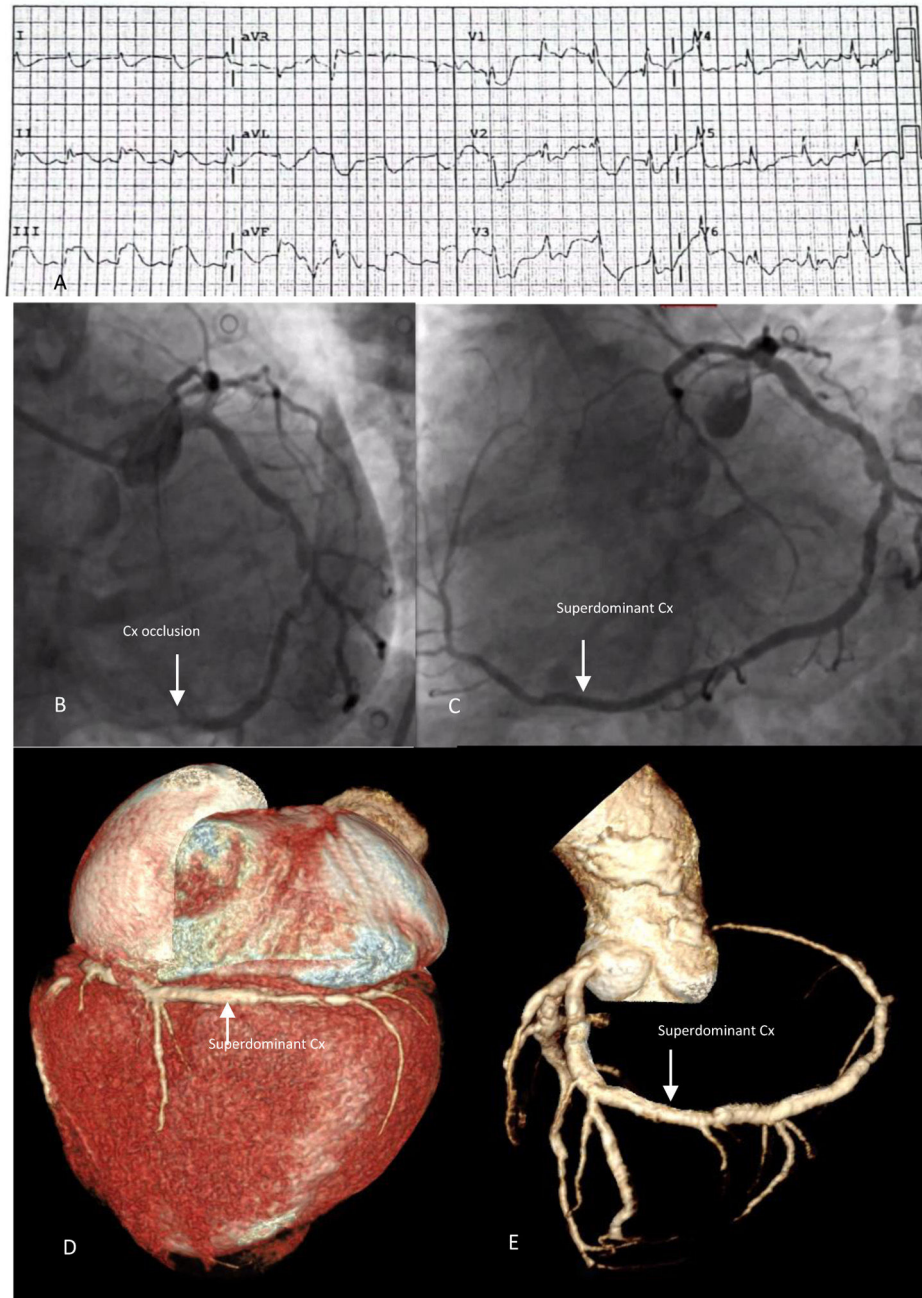 I aVR V1 V4
II aVL V2 V5
III aVF V3 V6
A
Cx occlusion
B
Superdominant Cx
C
Superdominant Cx
D
Superdominant Cx
E